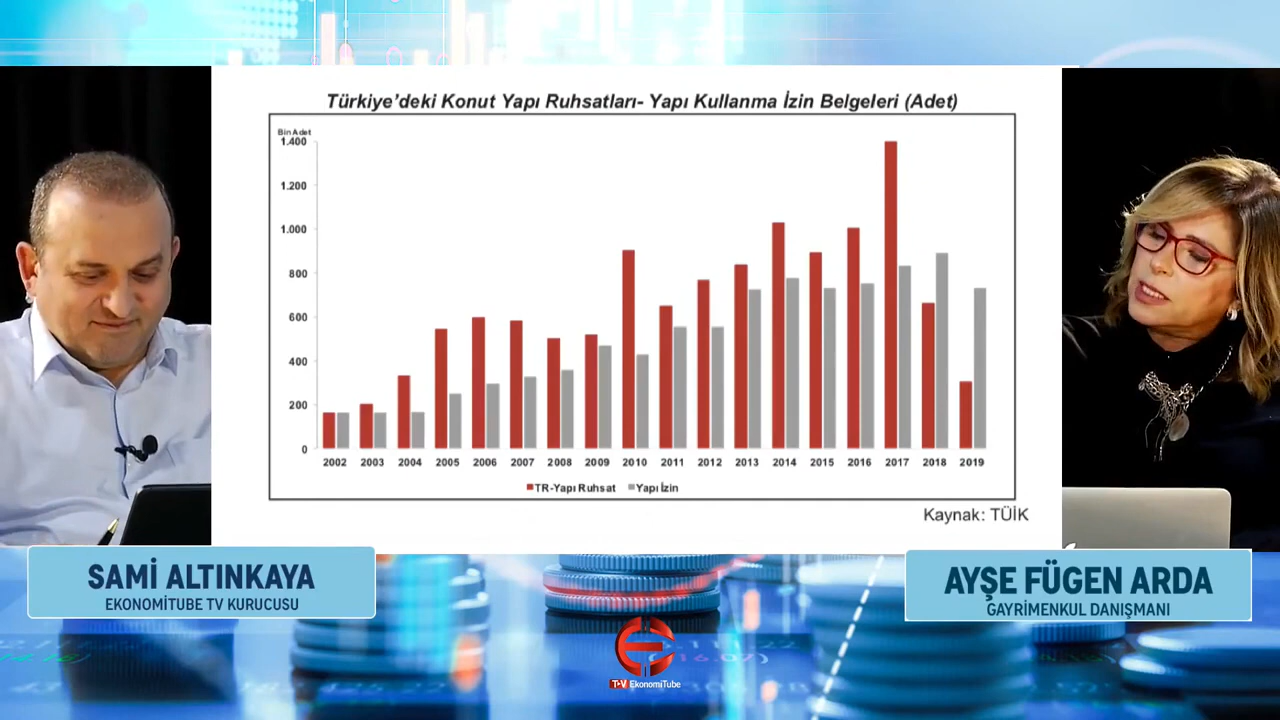 Türkiye'deki Konut Yapı Ruhsatları- Yapı Kullanma İzin Belgeleri (Adet)
Bin Adet
1.400
1.200
1.000
800
600
400
200
0
2002 2003 2004 2005 2006 2007 2008 2009 2010 2011 2012 2013 2014 2015 2016 2017 2018 2019
TR-Yapı Ruhsat Yapı İzin
Kaynak: TÜİK
SAMİ ALTINKAYA
EKONOMİTUBE TV KURUCUSU
AYŞE FÜGEN ARDA
GAYRİMENKUL DANIŞMANI
TV EkonomiTube